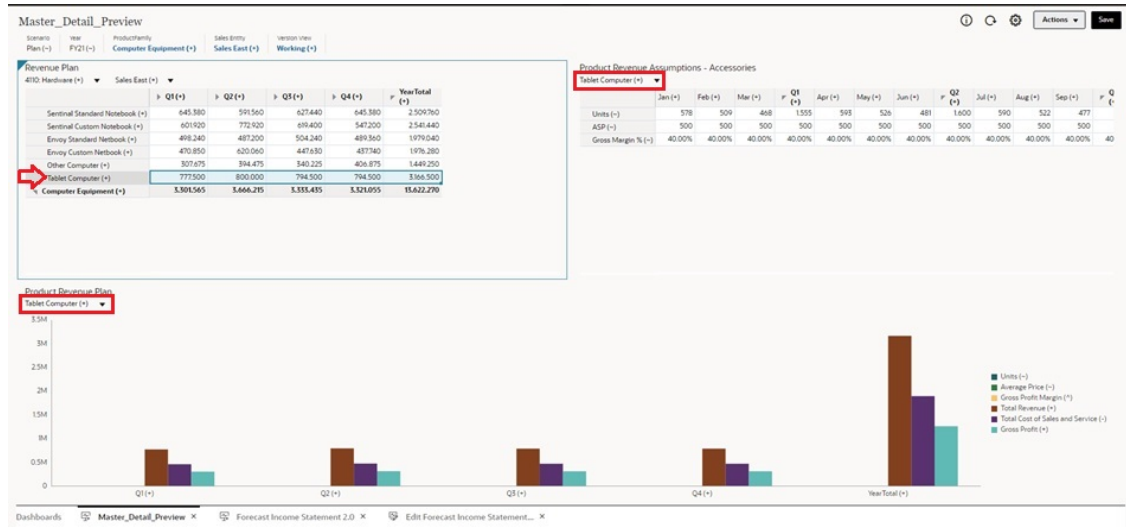 Master_Detail_Preview
Actions
Save
Scenario Year ProductFamily Sales Entity Version View
Plan (~) FY21 (~) Computer Equipment (+) Sales East (+) Working (+)
Revenue Plan
4110: Hardware (+) Sales East (+)
Q1 (+) Q2 (+) Q3 (+) Q4 (+) YearTotal (+)
Sentinal Standard Notebook (+) 645.380 591.560 627.440 645.380 2.509.760
Sentinal Custom Notebook (+) 601.920 772.920 619.400 547.200 2.541.440
Envoy Standard Netbook (+) 498.240 487.200 504.240 489.360 1.979.040
Envoy Custom Netbook (+) 470.850 620.060 447.630 437.740 1.976.280
Other Computer (+) 307.675 394.475 340.225 406.875 1.449.250
Tablet Computer (+) 777.500 800.000 794.500 794.500 3.166.500
Computer Equipment (+) 3.301.565 3.666.215 3.333.435 3.321.055 13.622.270
Product Revenue Assumptions - Accessories
Tablet Computer (+)
Jan (+) Feb (+) Mar (+) Q1 (+) Apr (+) May (+) Jun (+) Q2 (+) Jul (+) Aug (+) Sep (+)
Units (~) 578 509 468 1.555 593 526 481 1.600 590 522 477
ASP (~) 500 500 500 500 500 500 500 500 500 500 500
Gross Margin % (~) 40.00% 40.00% 40.00% 40.00% 40.00% 40.00% 40.00% 40.00% 40.00% 40.00% 40.00% 40
Product Revenue Plan
Tablet Computer (+)
3.5M
3M
2.5M
2M
1.5M
1M
0.5M
0
Q1 (+) Q2 (+) Q3 (+) Q4 (+) YearTotal (+)
Units (~)
Average Price (~)
Gross Profit Margin (^)
Total Revenue (+)
Total Cost of Sales and Service (-)
Gross Profit (+)
Dashboards Master_Detail_Preview × Forecast Income Statement 2.0 × Edit Forecast Income Statement... ×